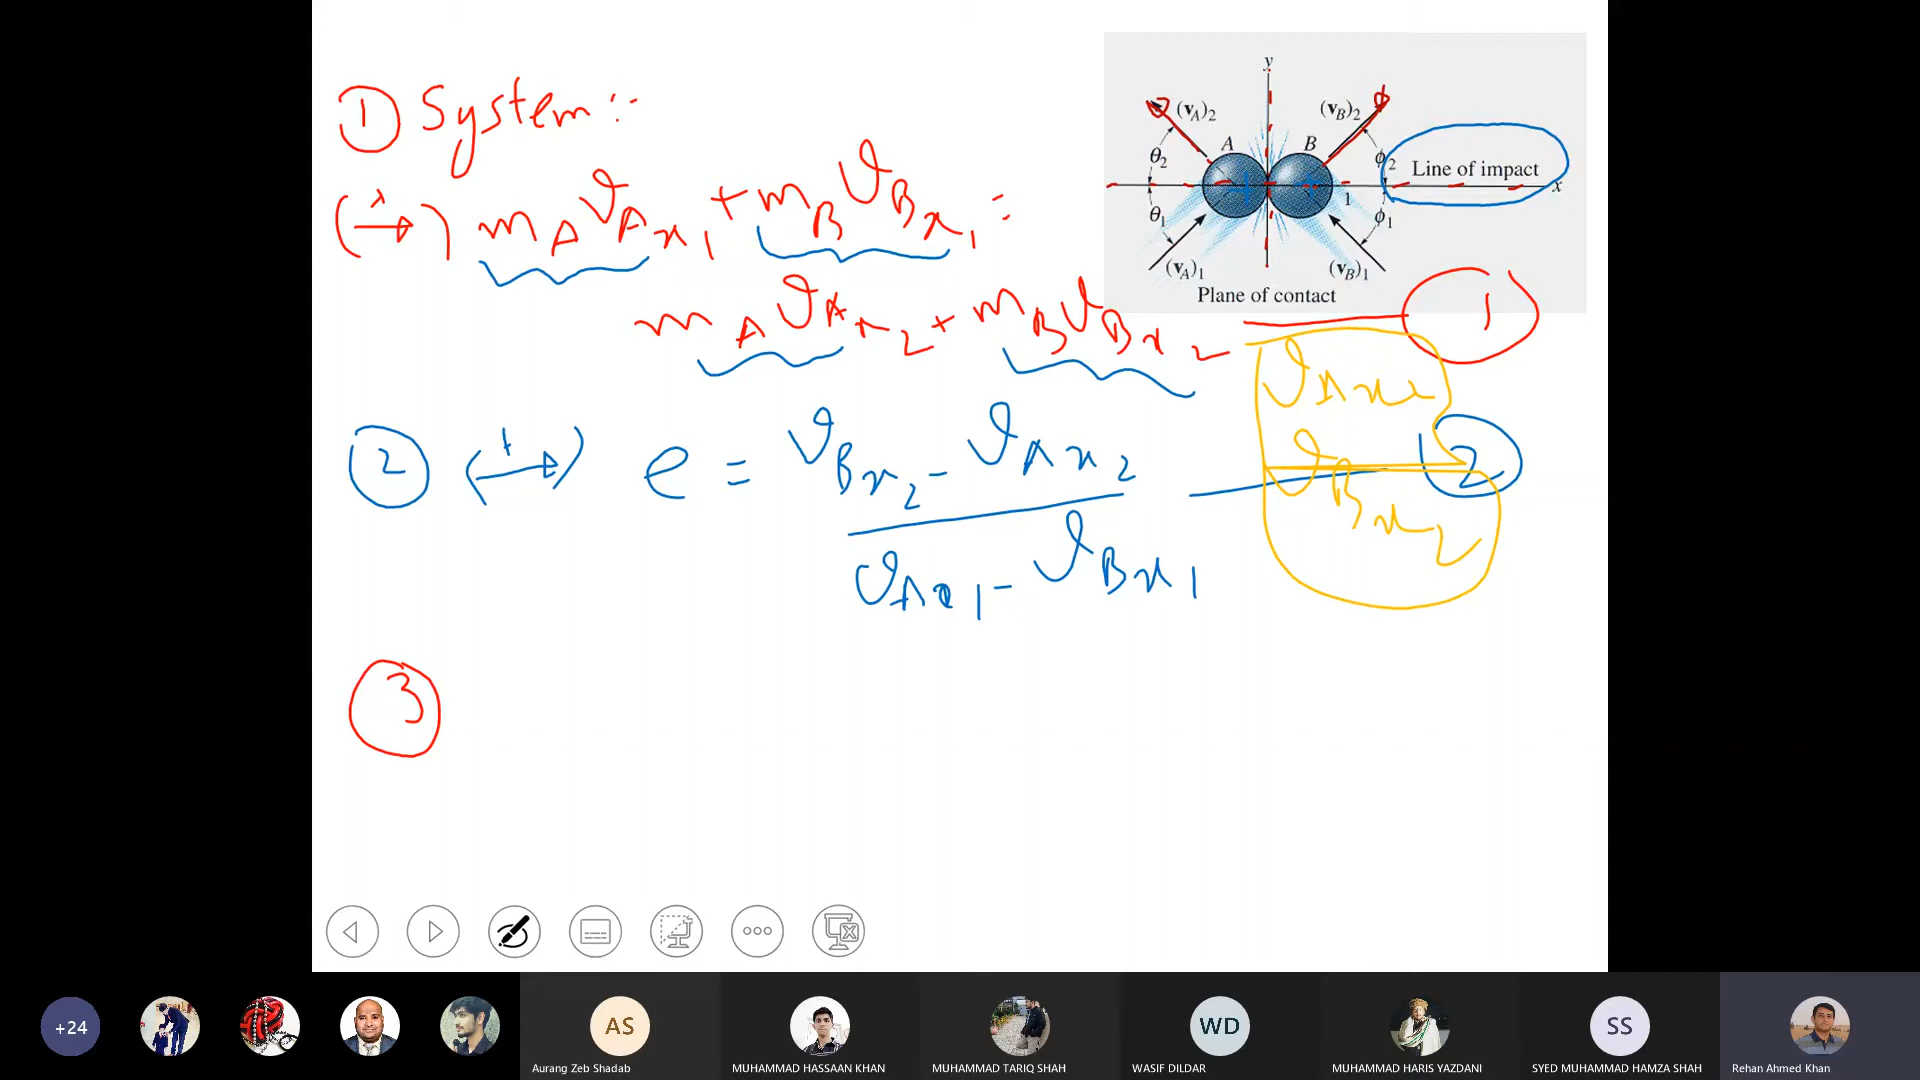 ① System :-
(→+) mA vAx1 + mB vBx1 =
mA vAx2 + mB vBx2 — ①
② (→+) e = (vBx2 - vAx2) / (vAx1 - vBx1) — ②
vAx2
vBx2
③
y
(vA)2
(vB)2
A
B
θ2
ϕ2
Line of impact
x
1
θ1
ϕ1
(vA)1
(vB)1
Plane of contact
+24
AS
WD
SS
Aurang Zeb Shadab
MUHAMMAD HASSAAN KHAN
MUHAMMAD TARIQ SHAH
WASIF DILDAR
MUHAMMAD HARIS YAZDANI
SYED MUHAMMAD HAMZA SHAH
Rehan Ahmed Khan